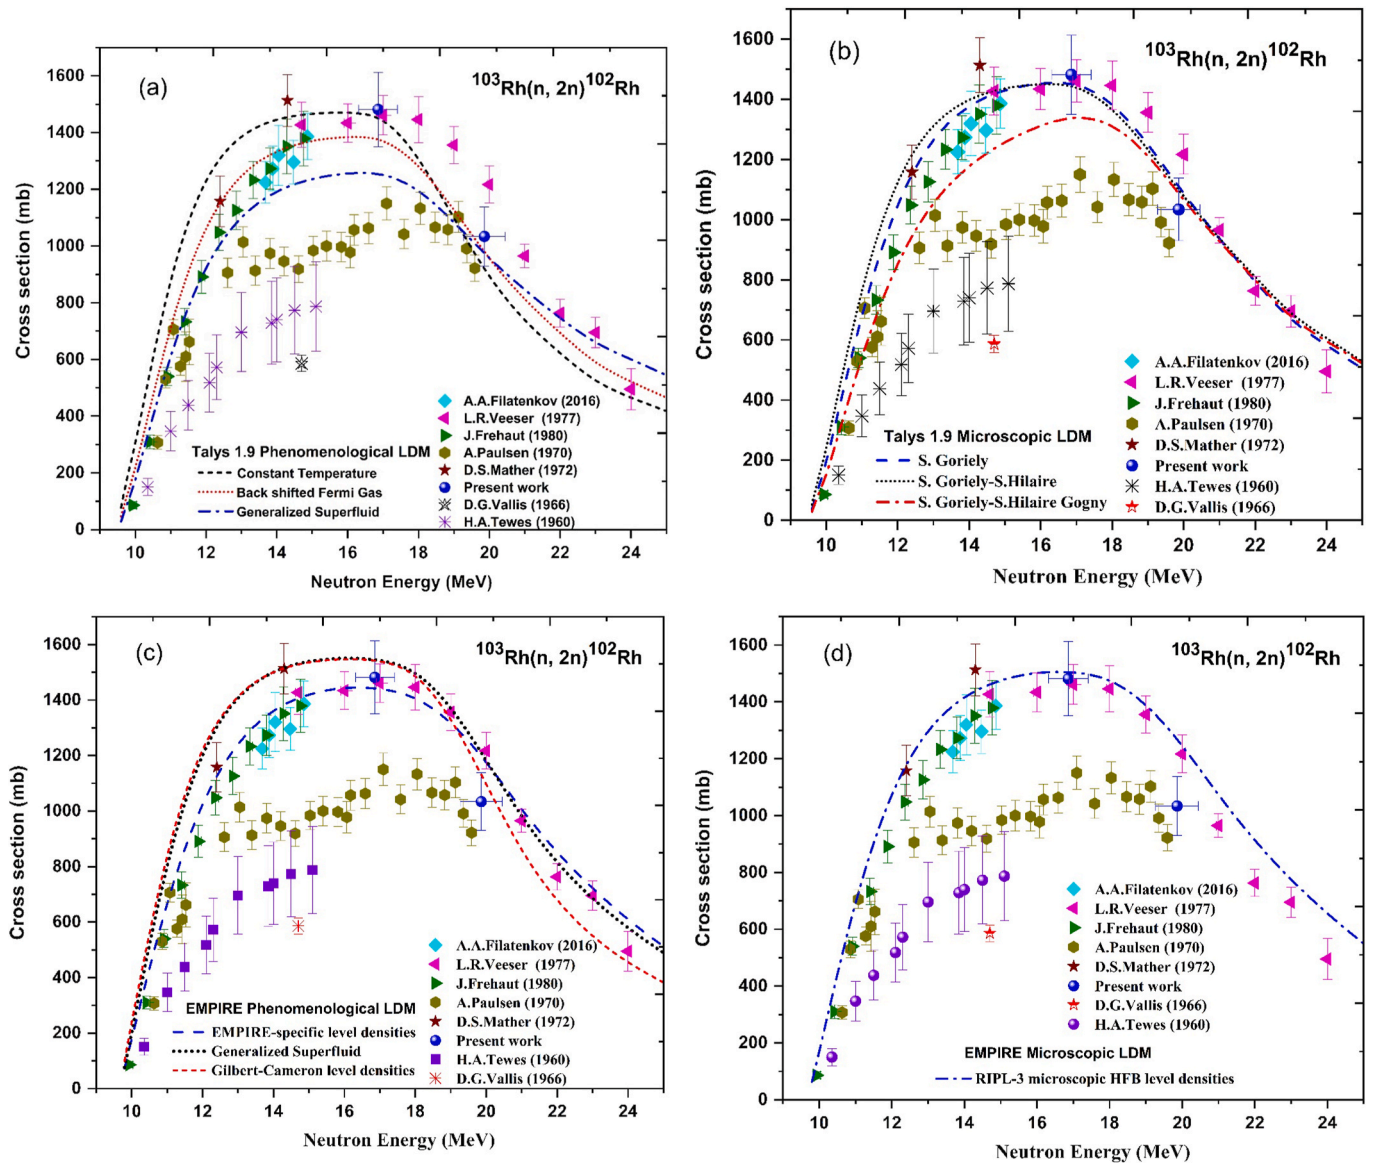 (a)
¹⁰³Rh(n, 2n)¹⁰²Rh
Cross section (mb)
1600
1400
1200
1000
800
600
400
200
0
A.A.Filatenkov (2016)
L.R.Veeser (1977)
J.Frehaut (1980)
A.Paulsen (1970)
D.S.Mather (1972)
Present work
D.G.Vallis (1966)
H.A.Tewes (1960)
Talys 1.9 Phenomenological LDM
Constant Temperature
Back shifted Fermi Gas
Generalized Superfluid
10 12 14 16 18 20 22 24
Neutron Energy (MeV)
(b)
¹⁰³Rh(n, 2n)¹⁰²Rh
Cross section (mb)
1600
1400
1200
1000
800
600
400
200
0
A.A.Filatenkov (2016)
L.R.Veeser (1977)
J.Frehaut (1980)
A.Paulsen (1970)
D.S.Mather (1972)
Present work
H.A.Tewes (1960)
D.G.Vallis (1966)
Talys 1.9 Microscopic LDM
S. Goriely
S. Goriely-S.Hilaire
S. Goriely-S.Hilaire Gogny
10 12 14 16 18 20 22 24
Neutron Energy (MeV)
(c)
¹⁰³Rh(n, 2n)¹⁰²Rh
Cross section (mb)
1600
1400
1200
1000
800
600
400
200
0
A.A.Filatenkov (2016)
L.R.Veeser (1977)
J.Frehaut (1980)
A.Paulsen (1970)
D.S.Mather (1972)
Present work
H.A.Tewes (1960)
D.G.Vallis (1966)
EMPIRE Phenomenological LDM
EMPIRE-specific level densities
Generalized Superfluid
Gilbert-Cameron level densities
10 12 14 16 18 20 22 24
Neutron Energy (MeV)
(d)
¹⁰³Rh(n, 2n)¹⁰²Rh
Cross section (mb)
1600
1400
1200
1000
800
600
400
200
0
A.A.Filatenkov (2016)
L.R.Veeser (1977)
J.Frehaut (1980)
A.Paulsen (1970)
D.S.Mather (1972)
Present work
D.G.Vallis (1966)
H.A.Tewes (1960)
EMPIRE Microscopic LDM
RIPL-3 microscopic HFB level densities
10 12 14 16 18 20 22 24
Neutron Energy (MeV)